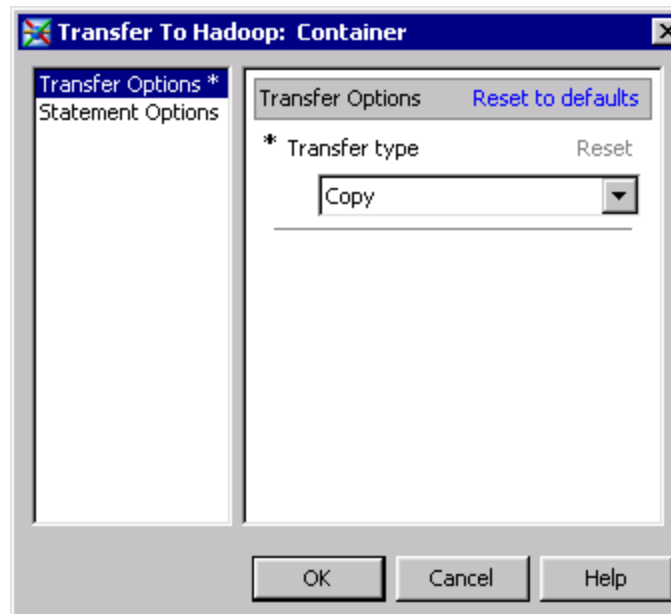 Transfer To Hadoop: Container
Transfer Options *
Statement Options
Transfer Options Reset to defaults
* Transfer type Reset
Copy
OK Cancel Help